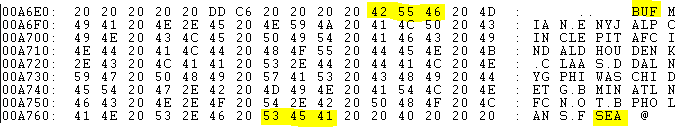 00A6E0: 20 20 20 20 20 DD C6 20 20 20 20 42 55 46 20 4D : BUF M
00A6F0: 49 41 20 4E 2E 45 20 4E 59 4A 20 41 4C 50 20 43 : IA N.E NYJ ALP C
00A700: 49 4E 20 43 4C 45 20 50 49 54 20 41 46 43 20 49 : IN CLE PIT AFC I
00A710: 4E 44 20 41 4C 44 20 48 4F 55 20 44 45 4E 20 4B : ND ALD HOU DEN K
00A720: 2E 43 20 4C 41 41 20 53 2E 44 20 44 41 4C 20 4E : .C LAA S.D DAL N
00A730: 59 47 20 50 48 49 20 57 41 53 20 43 48 49 20 44 : YG PHI WAS CHI D
00A740: 45 54 20 47 2E 42 20 4D 49 4E 20 41 54 4C 20 4E : ET G.B MIN ATL N
00A750: 46 43 20 4E 2E 4F 20 54 2E 42 20 50 48 4F 20 4C : FC N.O T.B PHO L
00A760: 41 4E 20 53 2E 46 20 53 45 41 20 20 40 20 20 20 : AN S.F SEA @